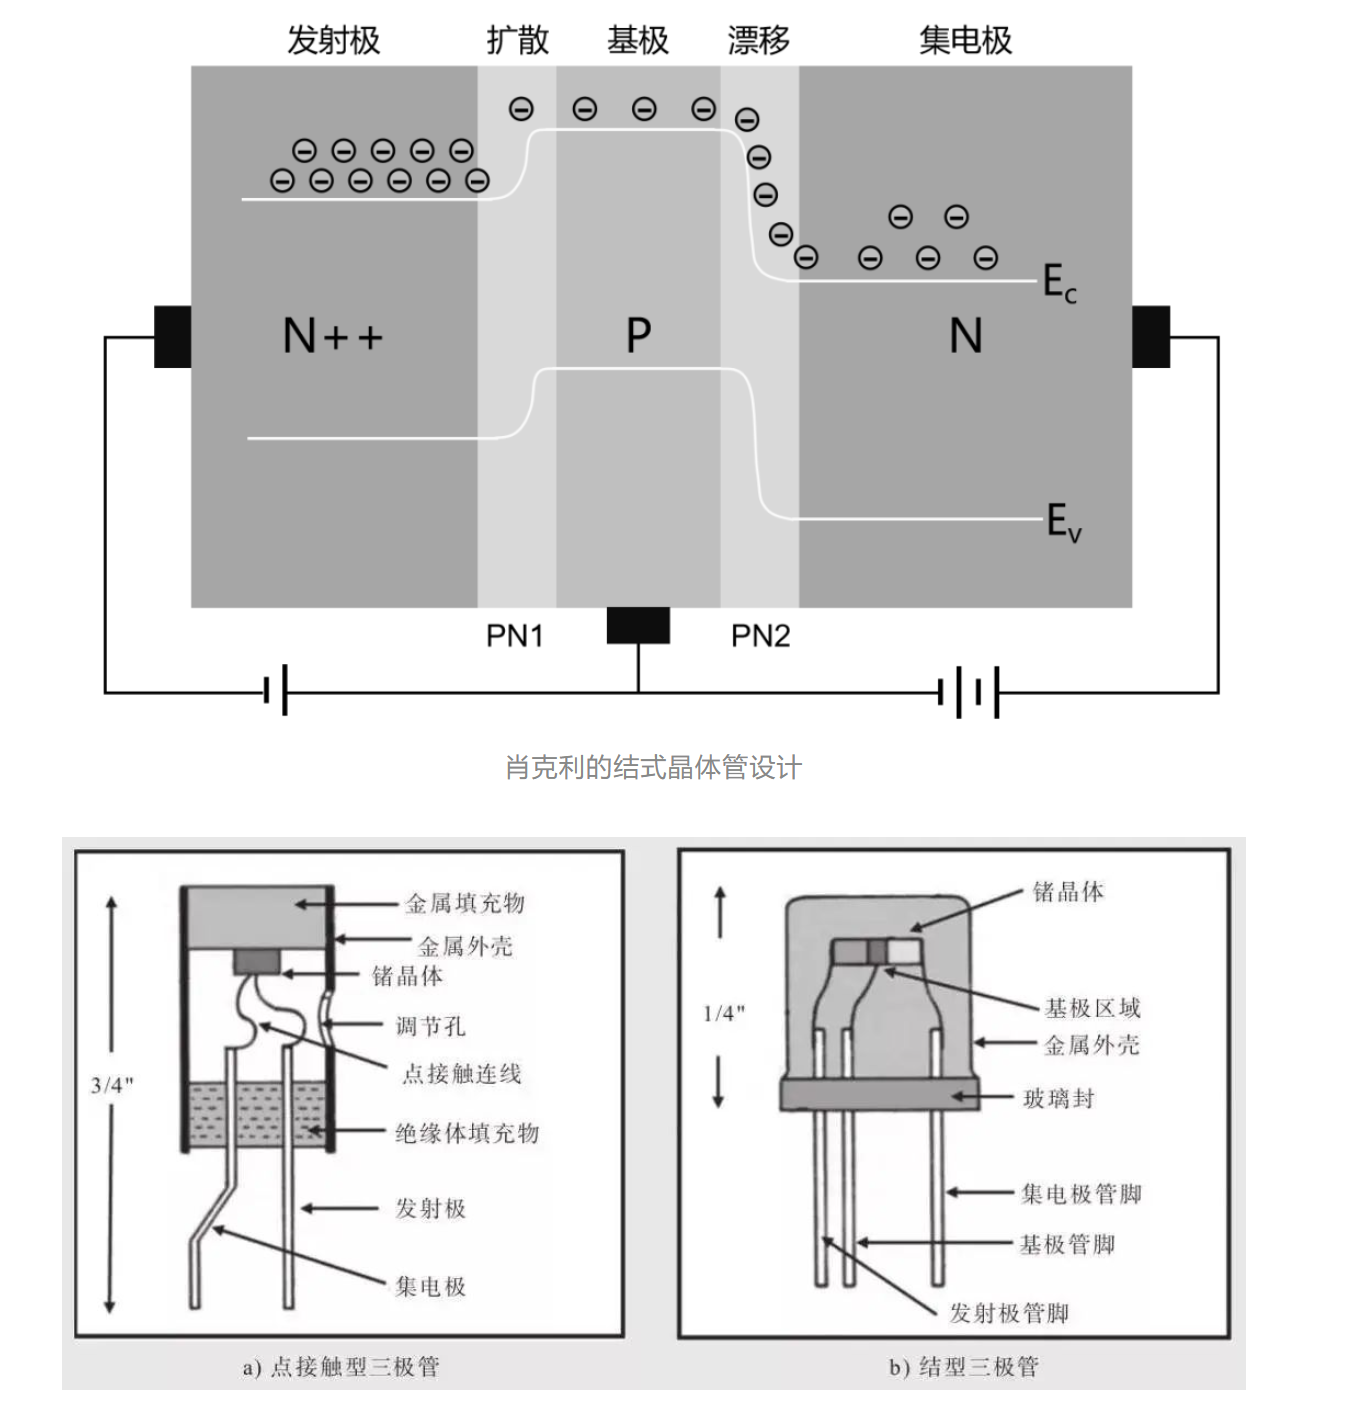 发射极 扩散 基极 漂移 集电极
E_c
N++ P N
E_v
PN1 PN2
肖克利的结式晶体管设计
金属填充物
金属外壳
锗晶体
调节孔
点接触连线
3/4"
绝缘体填充物
发射极
集电极
a) 点接触型三极管
锗晶体
1/4"
基极区域
金属外壳
玻璃封
集电极管脚
基极管脚
发射极管脚
b) 结型三极管